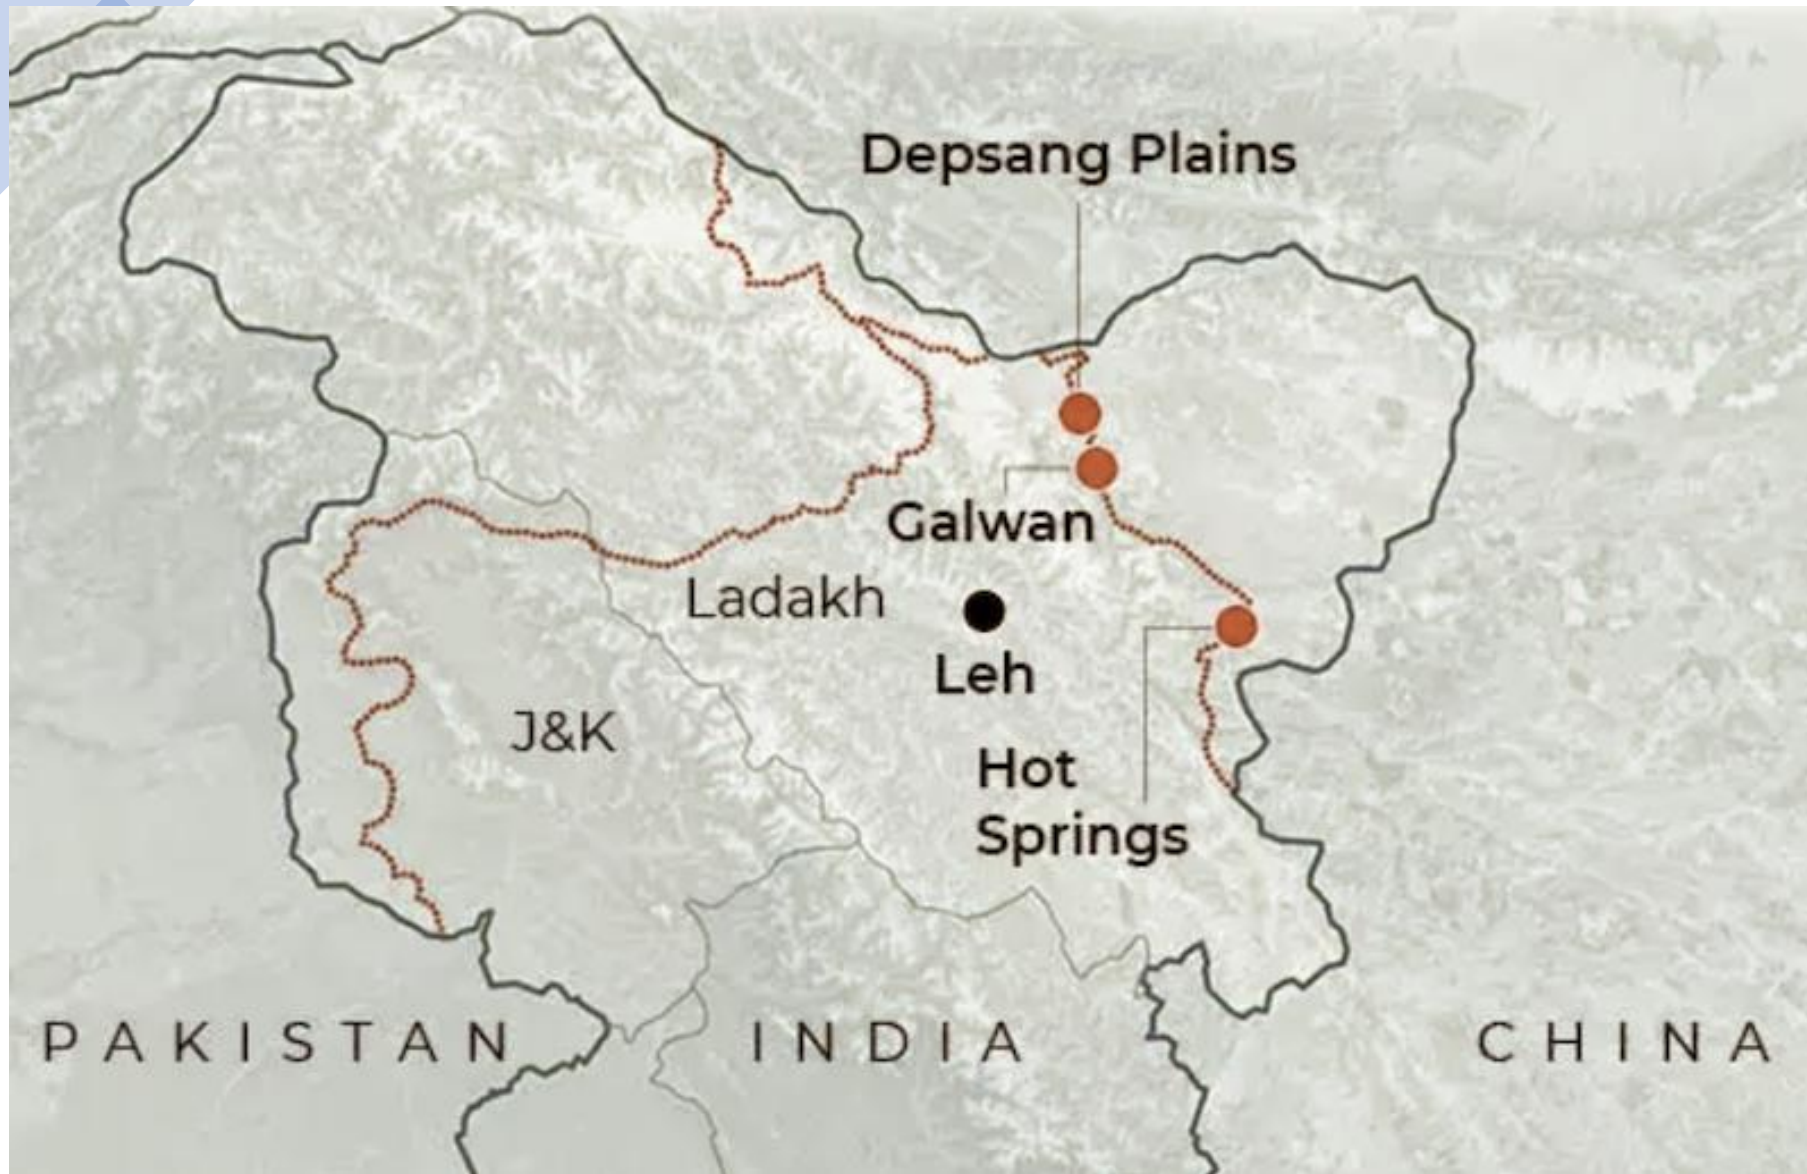 Depsang Plains
Galwan
Ladakh
Leh
J&K
Hot
Springs
PAKISTAN
INDIA
CHINA